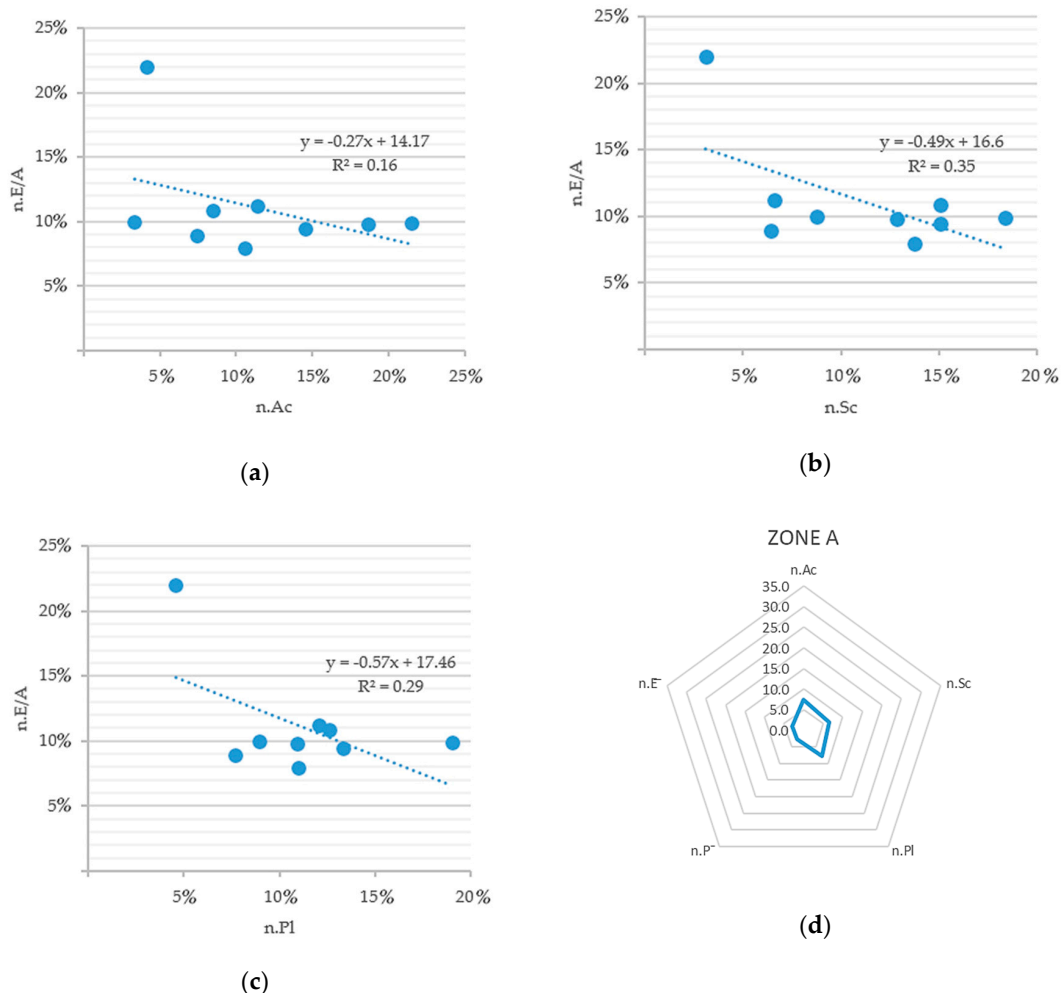 25%
20%
15%
10%
5%
n.E/A
y = -0.27x + 14.17
R² = 0.16
5% 10% 15% 20% 25%
n.Ac
(a)
25%
20%
15%
10%
5%
n.E/A
y = -0.49x + 16.6
R² = 0.35
5% 10% 15% 20%
n.Sc
(b)
25%
20%
15%
10%
5%
n.E/A
y = -0.57x + 17.46
R² = 0.29
5% 10% 15% 20%
n.Pl
(c)
ZONE A
n.Ac
35.0
30.0
25.0
20.0
15.0
10.0
5.0
0.0
n.E⁻
n.Sc
n.P⁻
n.Pl
(d)